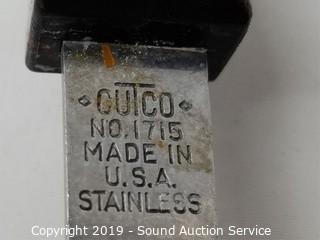 CUTCO
NO. 1715
MADE IN
U.S.A.
STAINLESS
Copyright 2019 - Sound Auction Service